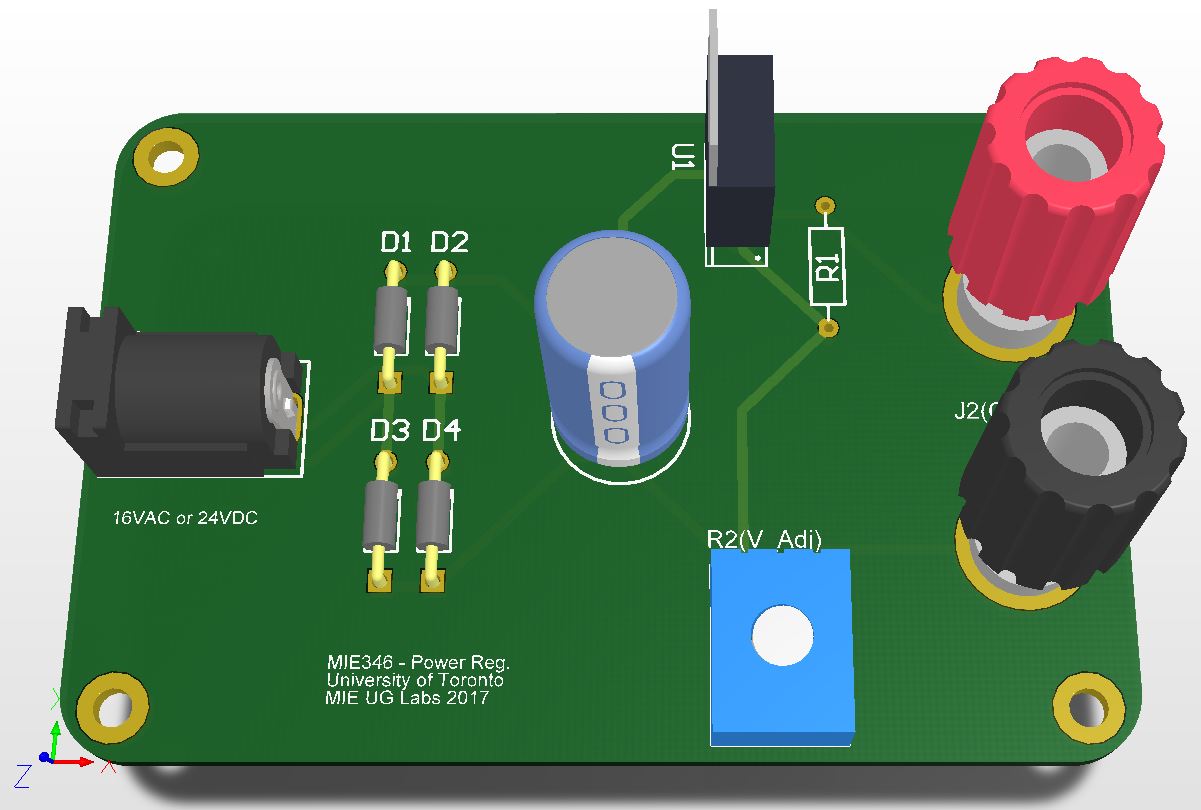 U1
D1 D2
R1
D3 D4
J2(
16VAC or 24VDC
R2(V_Adj)
MIE346 - Power Reg.
University of Toronto
MIE UG Labs 2017
Z X